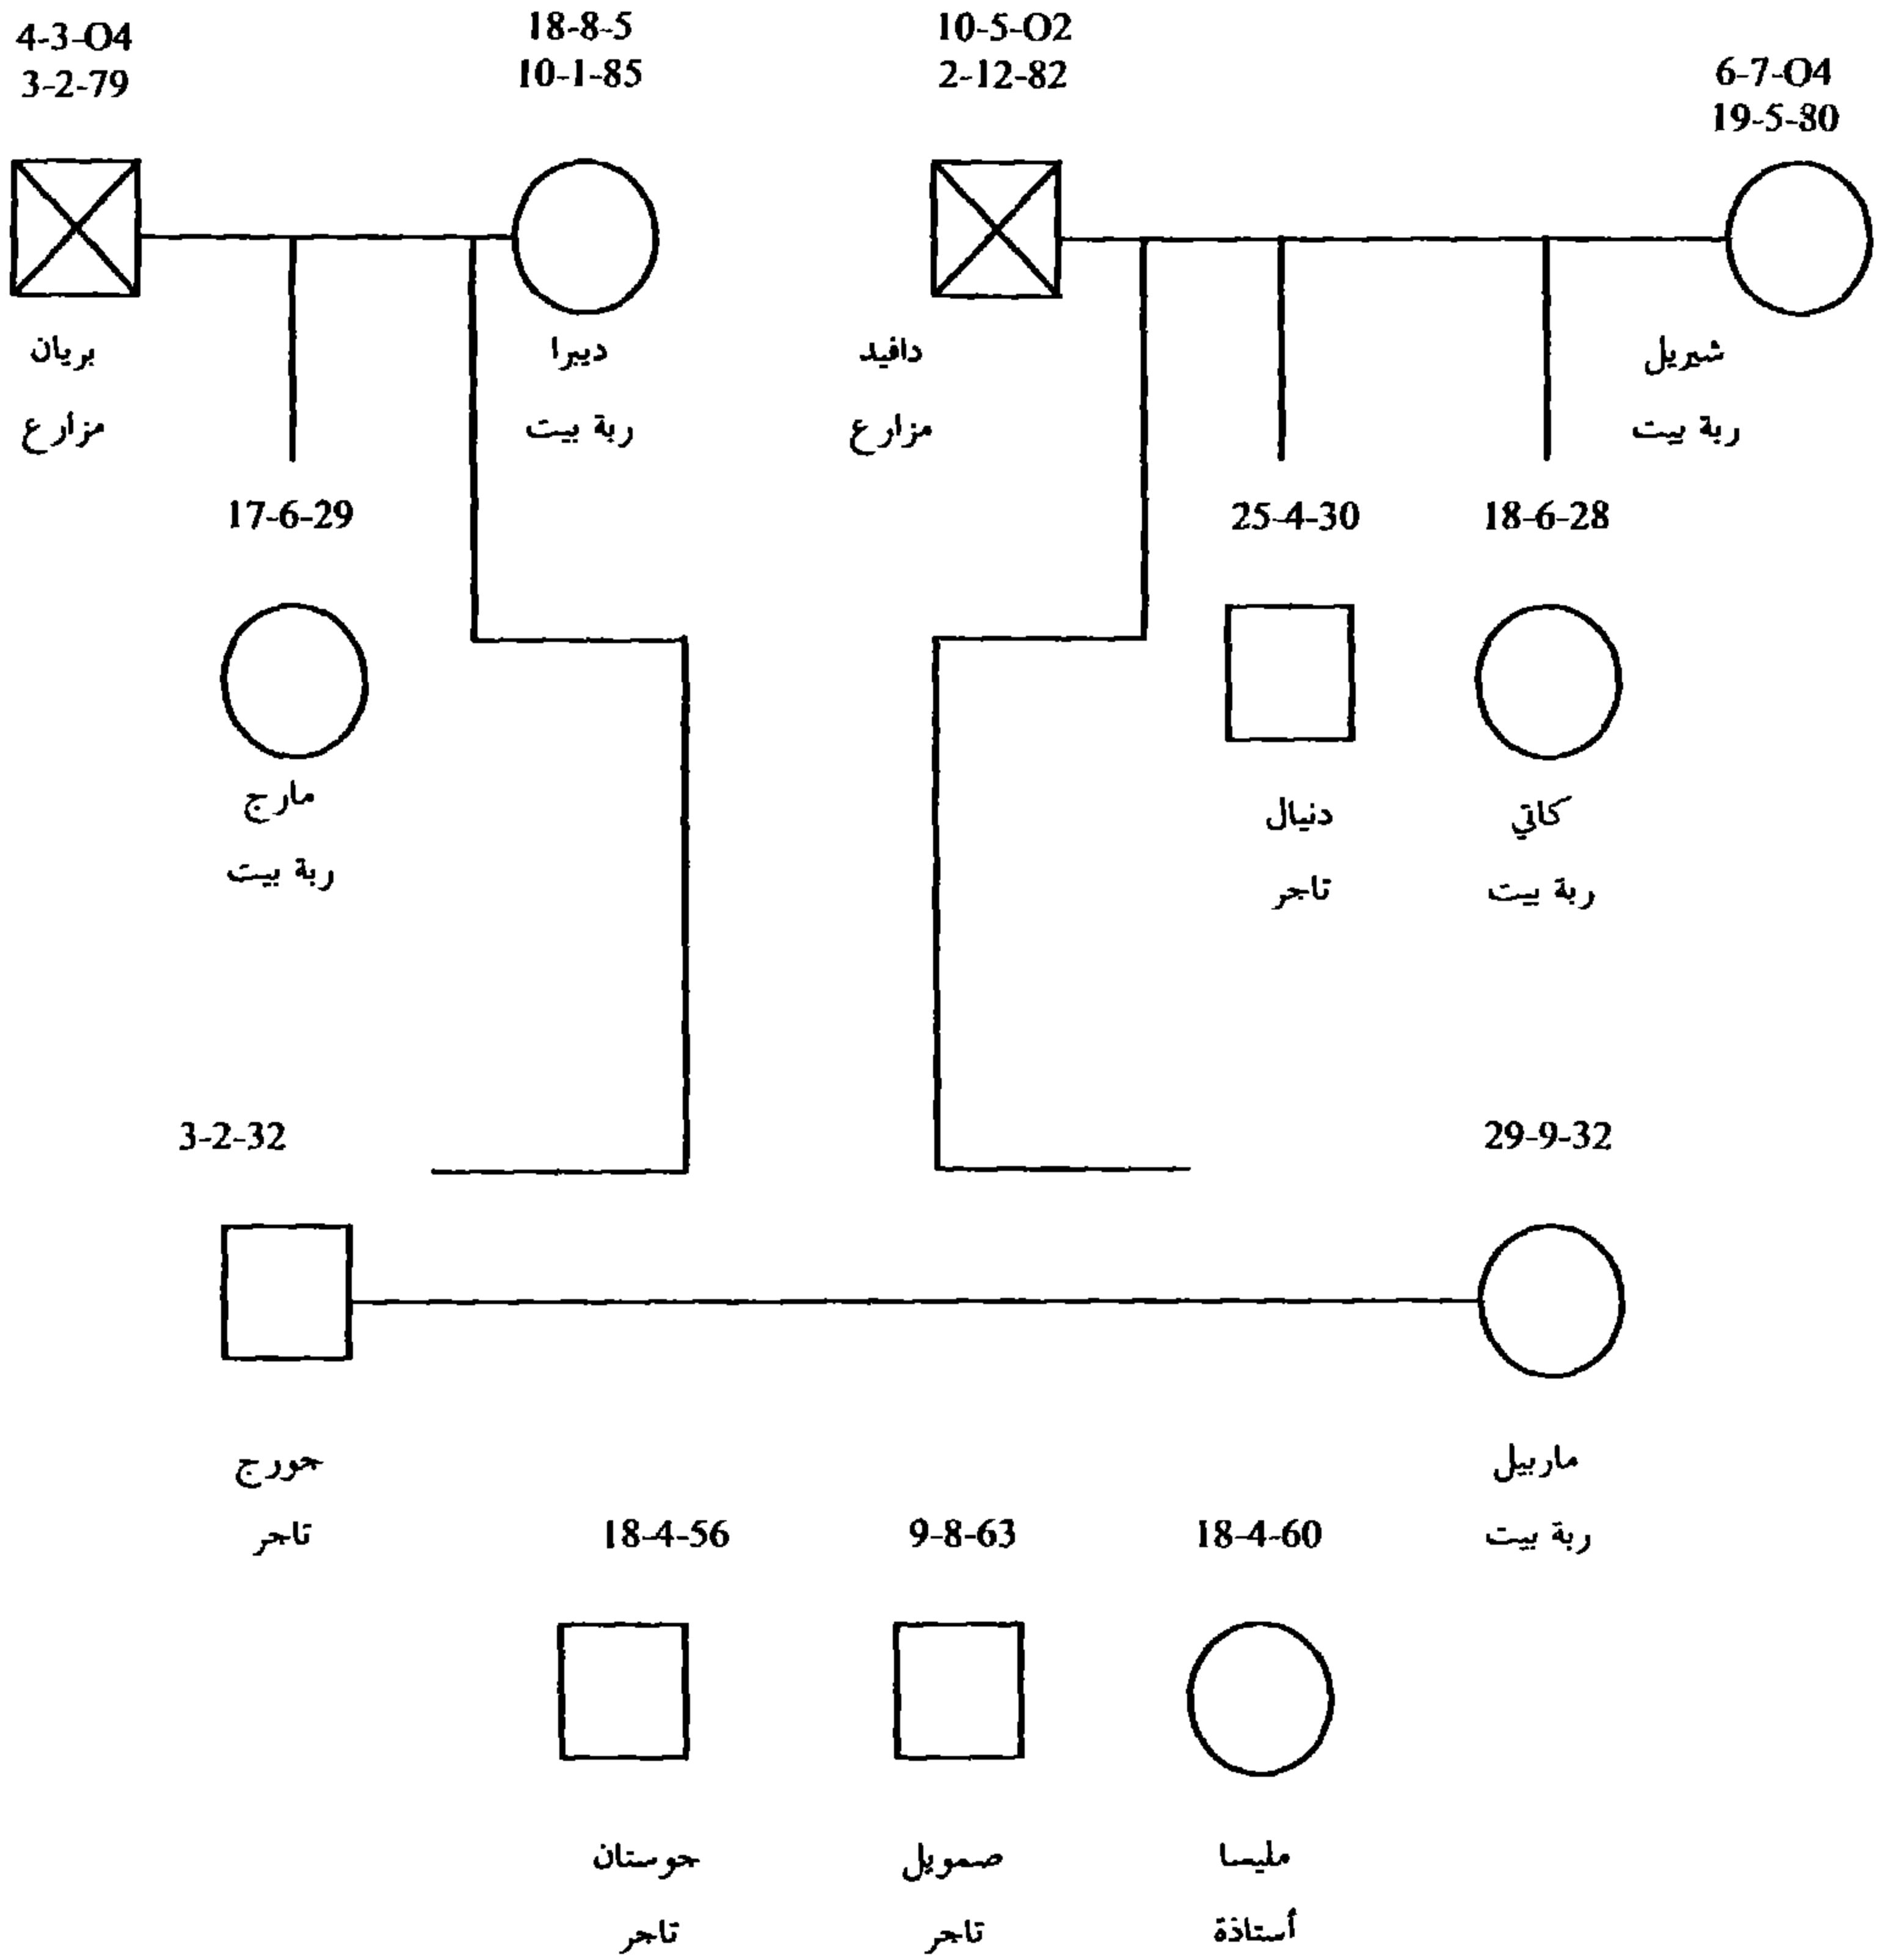 4-3-O4
3-2-79
18-8-5
10-1-85
10-5-O2
2-12-82
6-7-O4
19-5-80
بريان
مزارع
ديبرا
ربة بيت
دافيد
مزارع
شيريل
ربة بيت
17-6-29
25-4-30
18-6-28
مارج
ربة بيت
دنيال
تاجر
كاتي
ربة بيت
3-2-32
29-9-32
جورج
تاجر
ماربيل
ربة بيت
18-4-56
9-8-63
18-4-60
جوستان
تاجر
صمويل
تاجر
مليسا
أستاذة